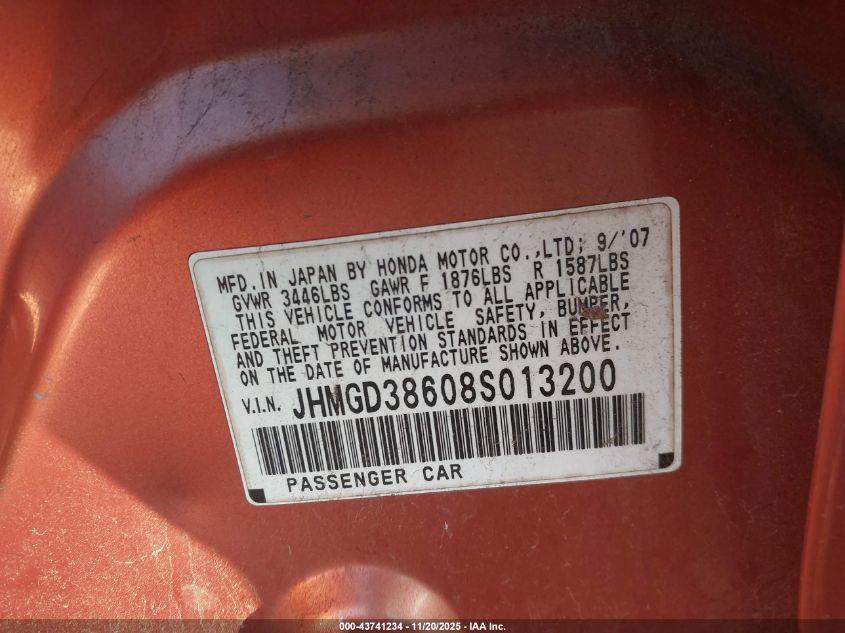 MFD. IN JAPAN BY HONDA MOTOR CO.,LTD; 9/'07
GVWR 3446LBS GAWR F 1876LBS R 1587LBS
THIS VEHICLE CONFORMS TO ALL APPLICABLE
FEDERAL MOTOR VEHICLE SAFETY, BUMPER,
AND THEFT PREVENTION STANDARDS IN EFFECT
ON THE DATE OF MANUFACTURE SHOWN ABOVE.
V.I.N. JHMGD38608S013200
PASSENGER CAR
000-43741234 — 11/20/2025 — IAA Inc.